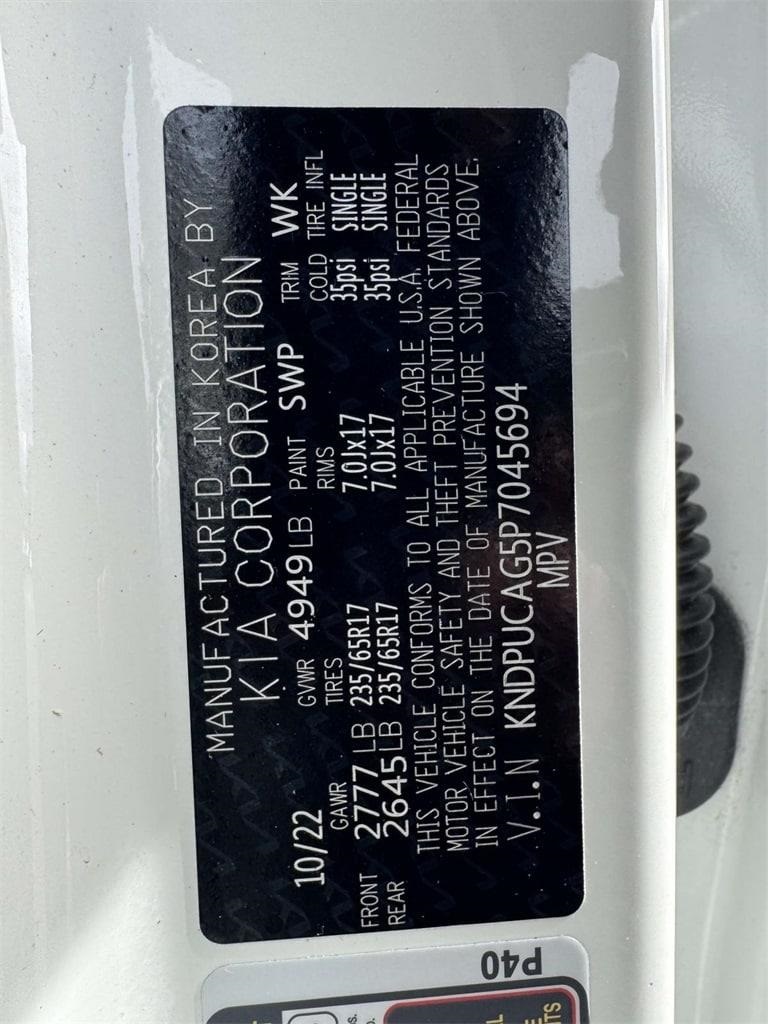 MANUFACTURED IN KOREA BY
KIA CORPORATION
10/22 GVWR 4949LB PAINT SWP TRIM WK
GAWR TIRES RIMS COLD TIRE INFL
FRONT 2777 LB 235/65R17 7.0Jx17 35psi SINGLE
REAR 2645LB 235/65R17 7.0Jx17 35psi SINGLE
THIS VEHICLE CONFORMS TO ALL APPLICABLE U.S.A. FEDERAL
MOTOR VEHICLE SAFETY AND THEFT PREVENTION STANDARDS
IN EFFECT ON THE DATE OF MANUFACTURE SHOWN ABOVE.
V.I.N KNDPUCAG5P7045694
MPV
P40